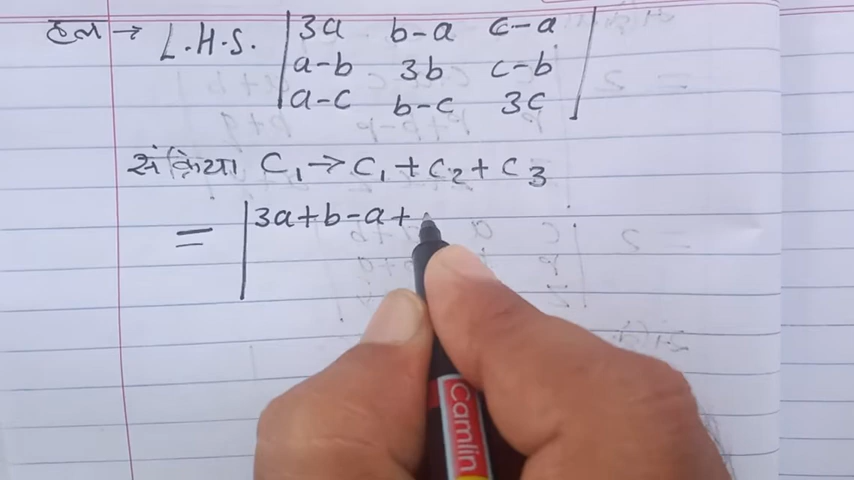 हल → L.H.S. | 3a b-a c-a |
a-b 3b c-b
a-c b-c 3c
संक्रिया C₁ → C₁ + C₂ + C₃
= | 3a+b-a+
Camlin